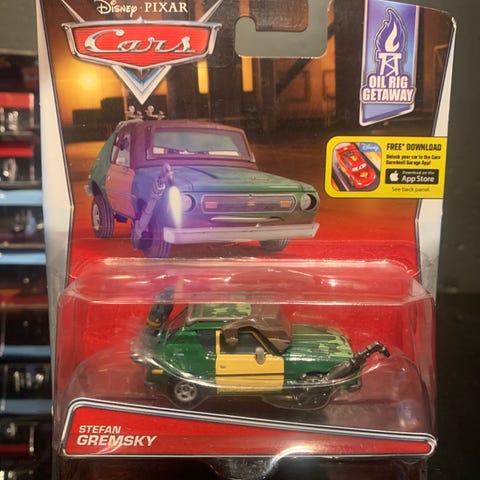 Disney · PIXAR
Cars
OIL RIG
GETAWAY
Disney
FREE* DOWNLOAD
Unlock your car in the Cars
Daredevil Garage App!
Download on the
App Store
See back panel.
STEFAN
GREMSKY